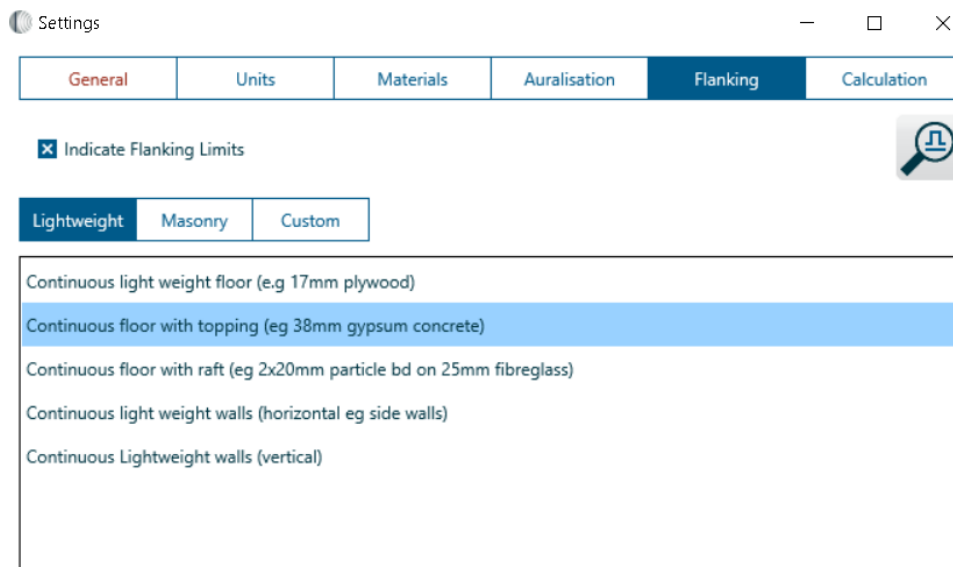 Settings
General Units Materials Auralisation Flanking Calculation
Indicate Flanking Limits
Lightweight Masonry Custom
Continuous light weight floor (e.g 17mm plywood)
Continuous floor with topping (eg 38mm gypsum concrete)
Continuous floor with raft (eg 2x20mm particle bd on 25mm fibreglass)
Continuous light weight walls (horizontal eg side walls)
Continuous Lightweight walls (vertical)